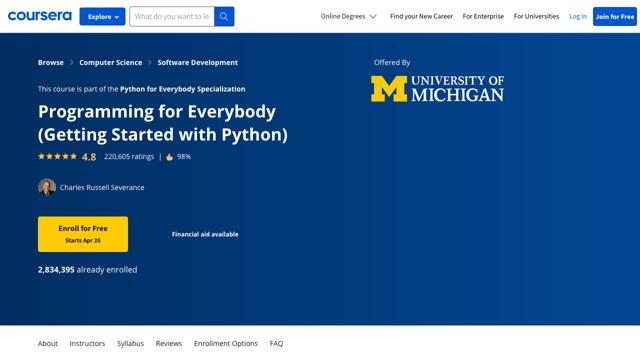 coursera
Explore
What do you want to le
Online Degrees
Find your New Career
For Enterprise
For Universities
Log In
Join for Free
Browse
Computer Science
Software Development
Offered By
UNIVERSITY OF
MICHIGAN
This course is part of the Python for Everybody Specialization
Programming for Everybody
(Getting Started with Python)
4.8 220,605 ratings | 98%
Charles Russell Severance
Enroll for Free
Starts Apr 26
Financial aid available
2,834,395 already enrolled
About
Instructors
Syllabus
Reviews
Enrollment Options
FAQ